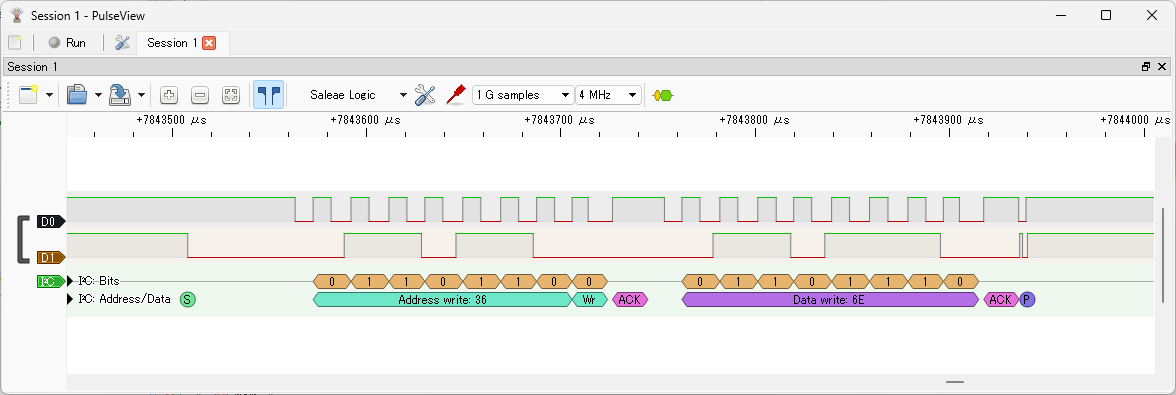 Session 1 - PulseView
Run
Session 1
Session 1
Saleae Logic
1 G samples
4 MHz
+7843500 μs +7843600 μs +7843700 μs +7843800 μs +7843900 μs +7844000 μs
D0
D1
I²C I²C: Bits 0 1 1 0 1 1 0 0 0 1 1 0 1 1 1 0
I²C: Address/Data S Address write: 36 Wr ACK Data write: 6E ACK P